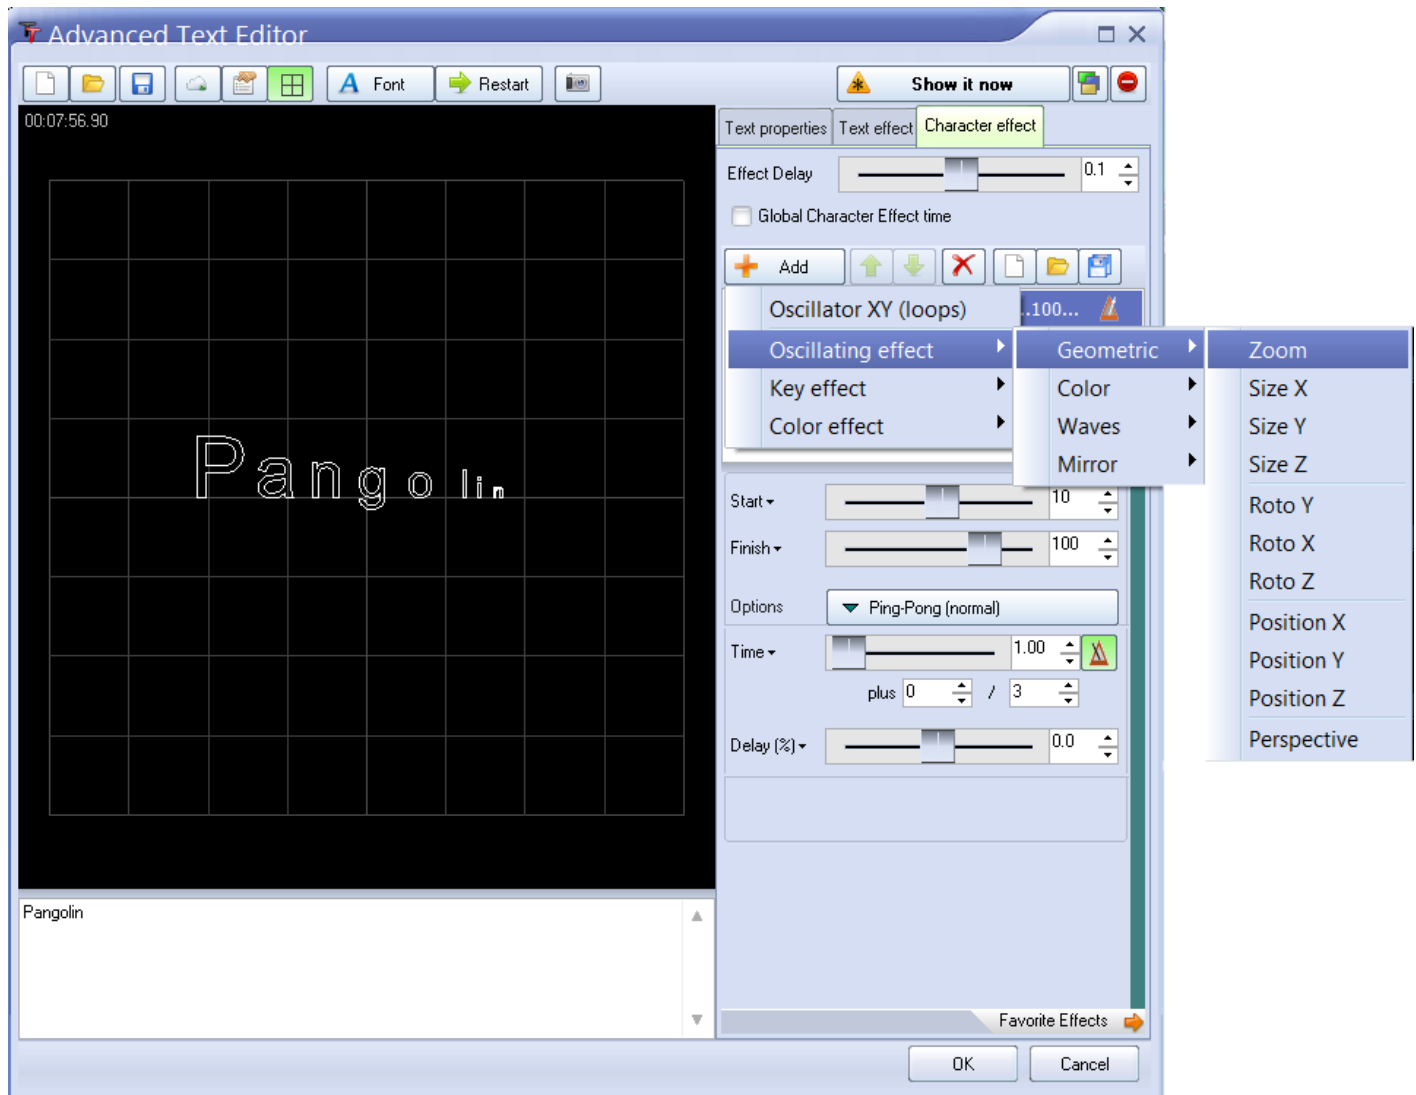 Advanced Text Editor
Font
Restart
Show it now
00:07:56.90
Pangolin
Text properties
Text effect
Character effect
Effect Delay
0.1
Global Character Effect time
Add
..100...
Oscillator XY (loops)
Oscillating effect
Key effect
Color effect
Geometric
Color
Waves
Mirror
Zoom
Size X
Size Y
Size Z
Roto Y
Roto X
Roto Z
Position X
Position Y
Position Z
Perspective
Start
10
Finish
100
Options
Ping-Pong (normal)
Time
1.00
plus 0 / 3
Delay (%)
0.0
Pangolin
Favorite Effects
OK
Cancel